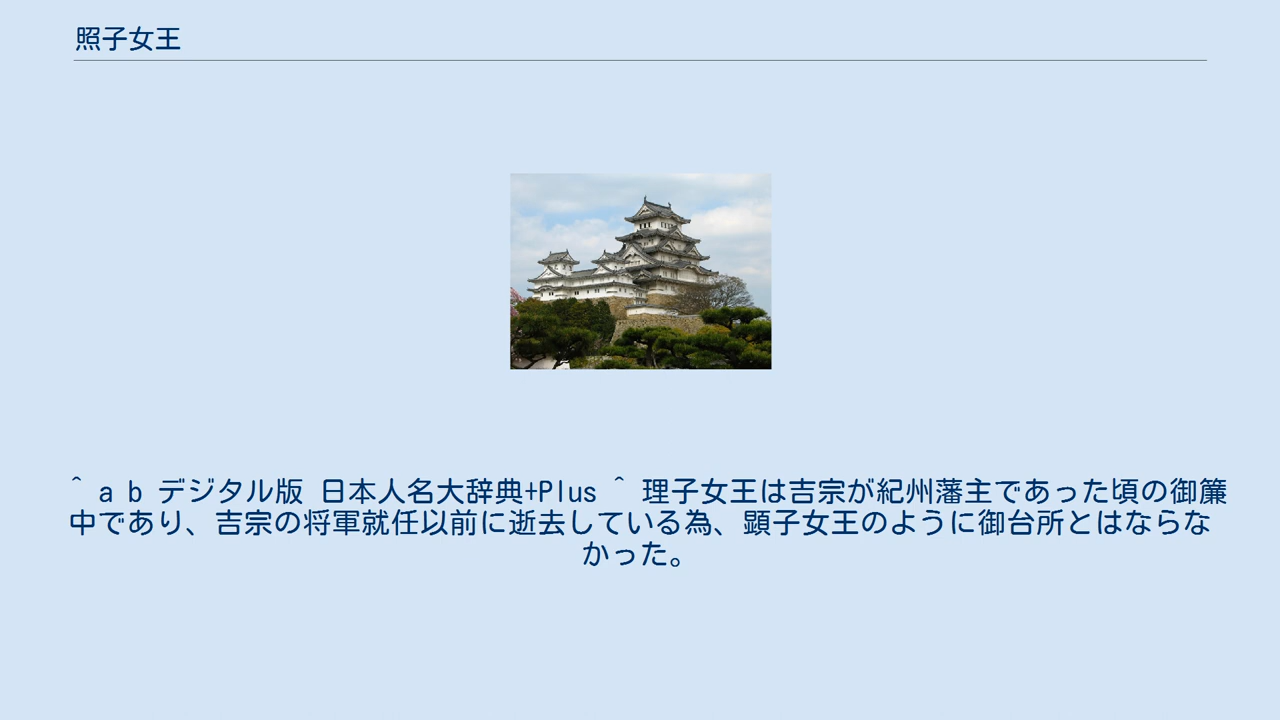 照子女王
^ a b デジタル版 日本人名大辞典+Plus ^ 理子女王は吉宗が紀州藩主であった頃の御簾
中であり、吉宗の将軍就任以前に逝去している為、顕子女王のように御台所とはならな
かった。